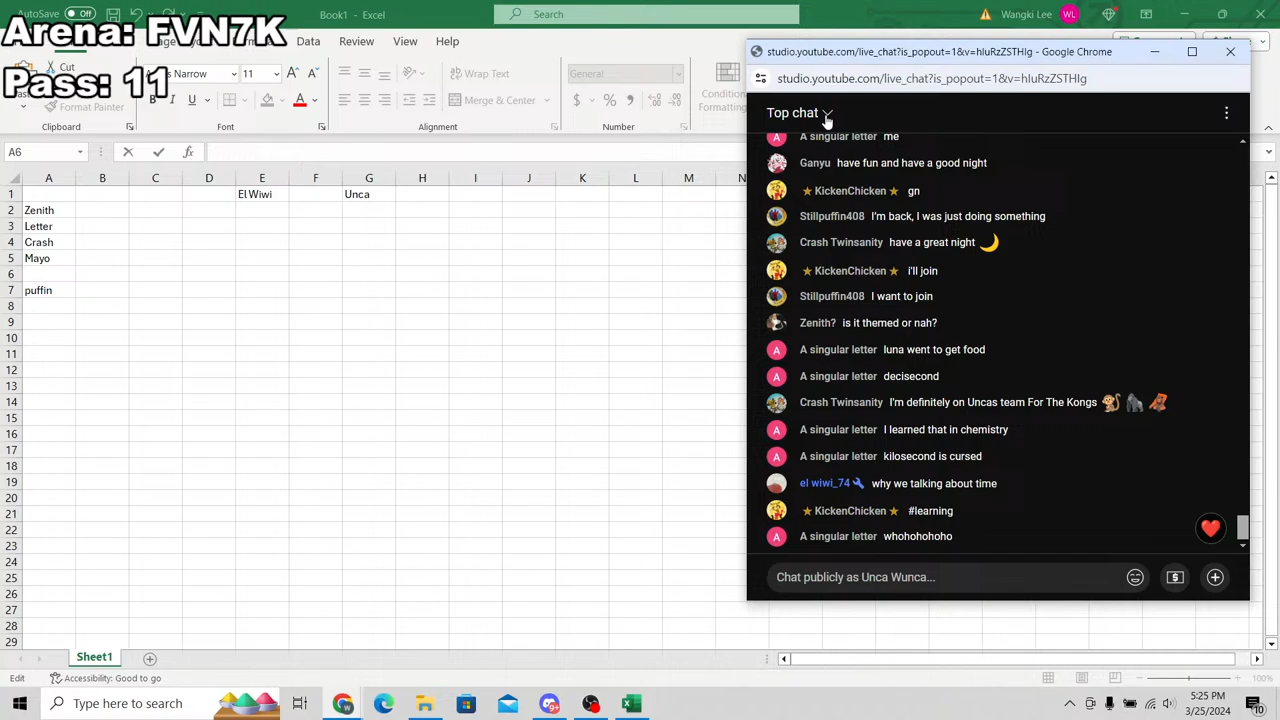 AutoSave Off
Book1
Search
Wangki Lee WL
Arena: FVN7K
Pass: 11
Data Review View Help
Cut
Narrow 11
Wrap Text
General
Merge & Center
Conditional
Formatting
Clipboard
Font
Alignment
Number
A6
A B C D E F G H I J K L M N
1 El Wiwi Unca
2 Zenith
3 Letter
4 Crash
5 Mayo
6
7 puffin
8
9
10
11
12
13
14
15
16
17
18
19
20
21
22
23
24
25
26
27
28
29
studio.youtube.com/live_chat?is_popout=1&v=hIuRzZSTHIg - Google Chrome
studio.youtube.com/live_chat?is_popout=1&v=hIuRzZSTHIg
Top chat
A singular letter me
Ganyu have fun and have a good night
KickenChicken gn
Stillpuffin408 I'm back, I was just doing something
Crash Twinsanity have a great night 🌙
KickenChicken i'll join
Stillpuffin408 I want to join
Zenith? is it themed or nah?
A singular letter luna went to get food
A singular letter decisecond
Crash Twinsanity I'm definitely on Uncas team For The Kongs 🐒 🦍 🦧
A singular letter I learned that in chemistry
A singular letter kilosecond is cursed
el wiwi_74 why we talking about time
KickenChicken #learning
A singular letter whohohohoho
Chat publicly as Unca Wunca...
Sheet1
Edit
Accessibility: Good to go
100%
Type here to search
5:25 PM
3/25/2024